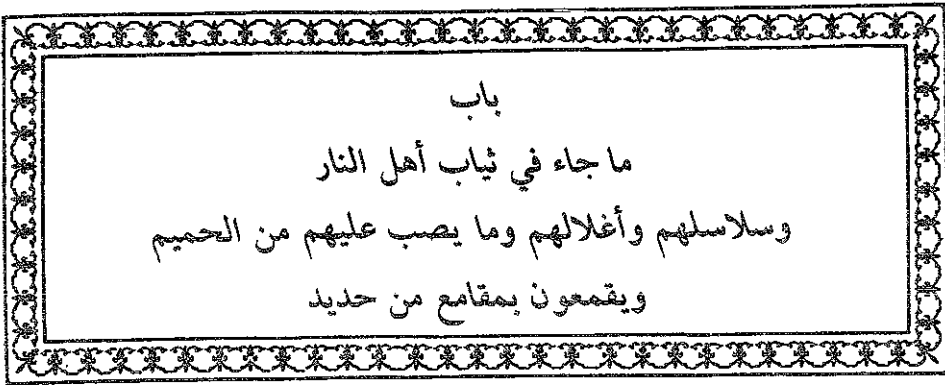 باب
ما جاء في ثياب أهل النار
وسلاسلهم وأغلالهم وما يصب عليهم من الحميم
ويقمعون بمقامع من حديد